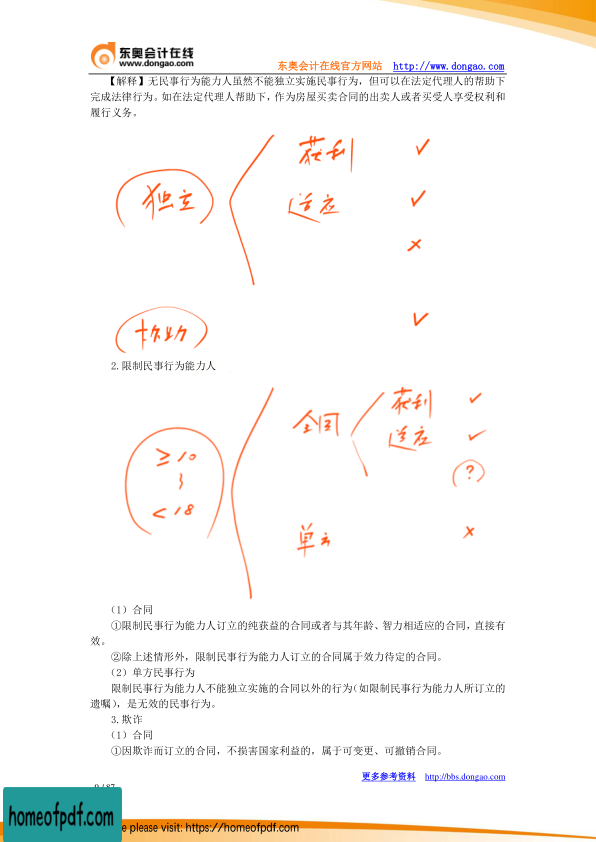 东奥会计在线
www.dongao.com
东奥会计在线官方网站 http://www.dongao.com
【解释】无民事行为能力人虽然不能独立实施民事行为，但可以在法定代理人的帮助下
完成法律行为。如在法定代理人帮助下，作为房屋买卖合同的出卖人或者买受人享受权利和
履行义务。
获利 ✓
独立 适应 ✓
×
协助 ✓
2.限制民事行为能力人
获利 ✓
合同 适应 ✓
≥10
(?)
<18
单方 ×
（1）合同
①限制民事行为能力人订立的纯获益的合同或者与其年龄、智力相适应的合同，直接有
效。
②除上述情形外，限制民事行为能力人订立的合同属于效力待定的合同。
（2）单方民事行为
限制民事行为能力人不能独立实施的合同以外的行为（如限制民事行为能力人所订立的
遗嘱），是无效的民事行为。
3.欺诈
（1）合同
①因欺诈而订立的合同，不损害国家利益的，属于可变更、可撤销合同。
更多参考资料 http://bbs.dongao.com
homeofpdf.com
e please visit: https://homeofpdf.com